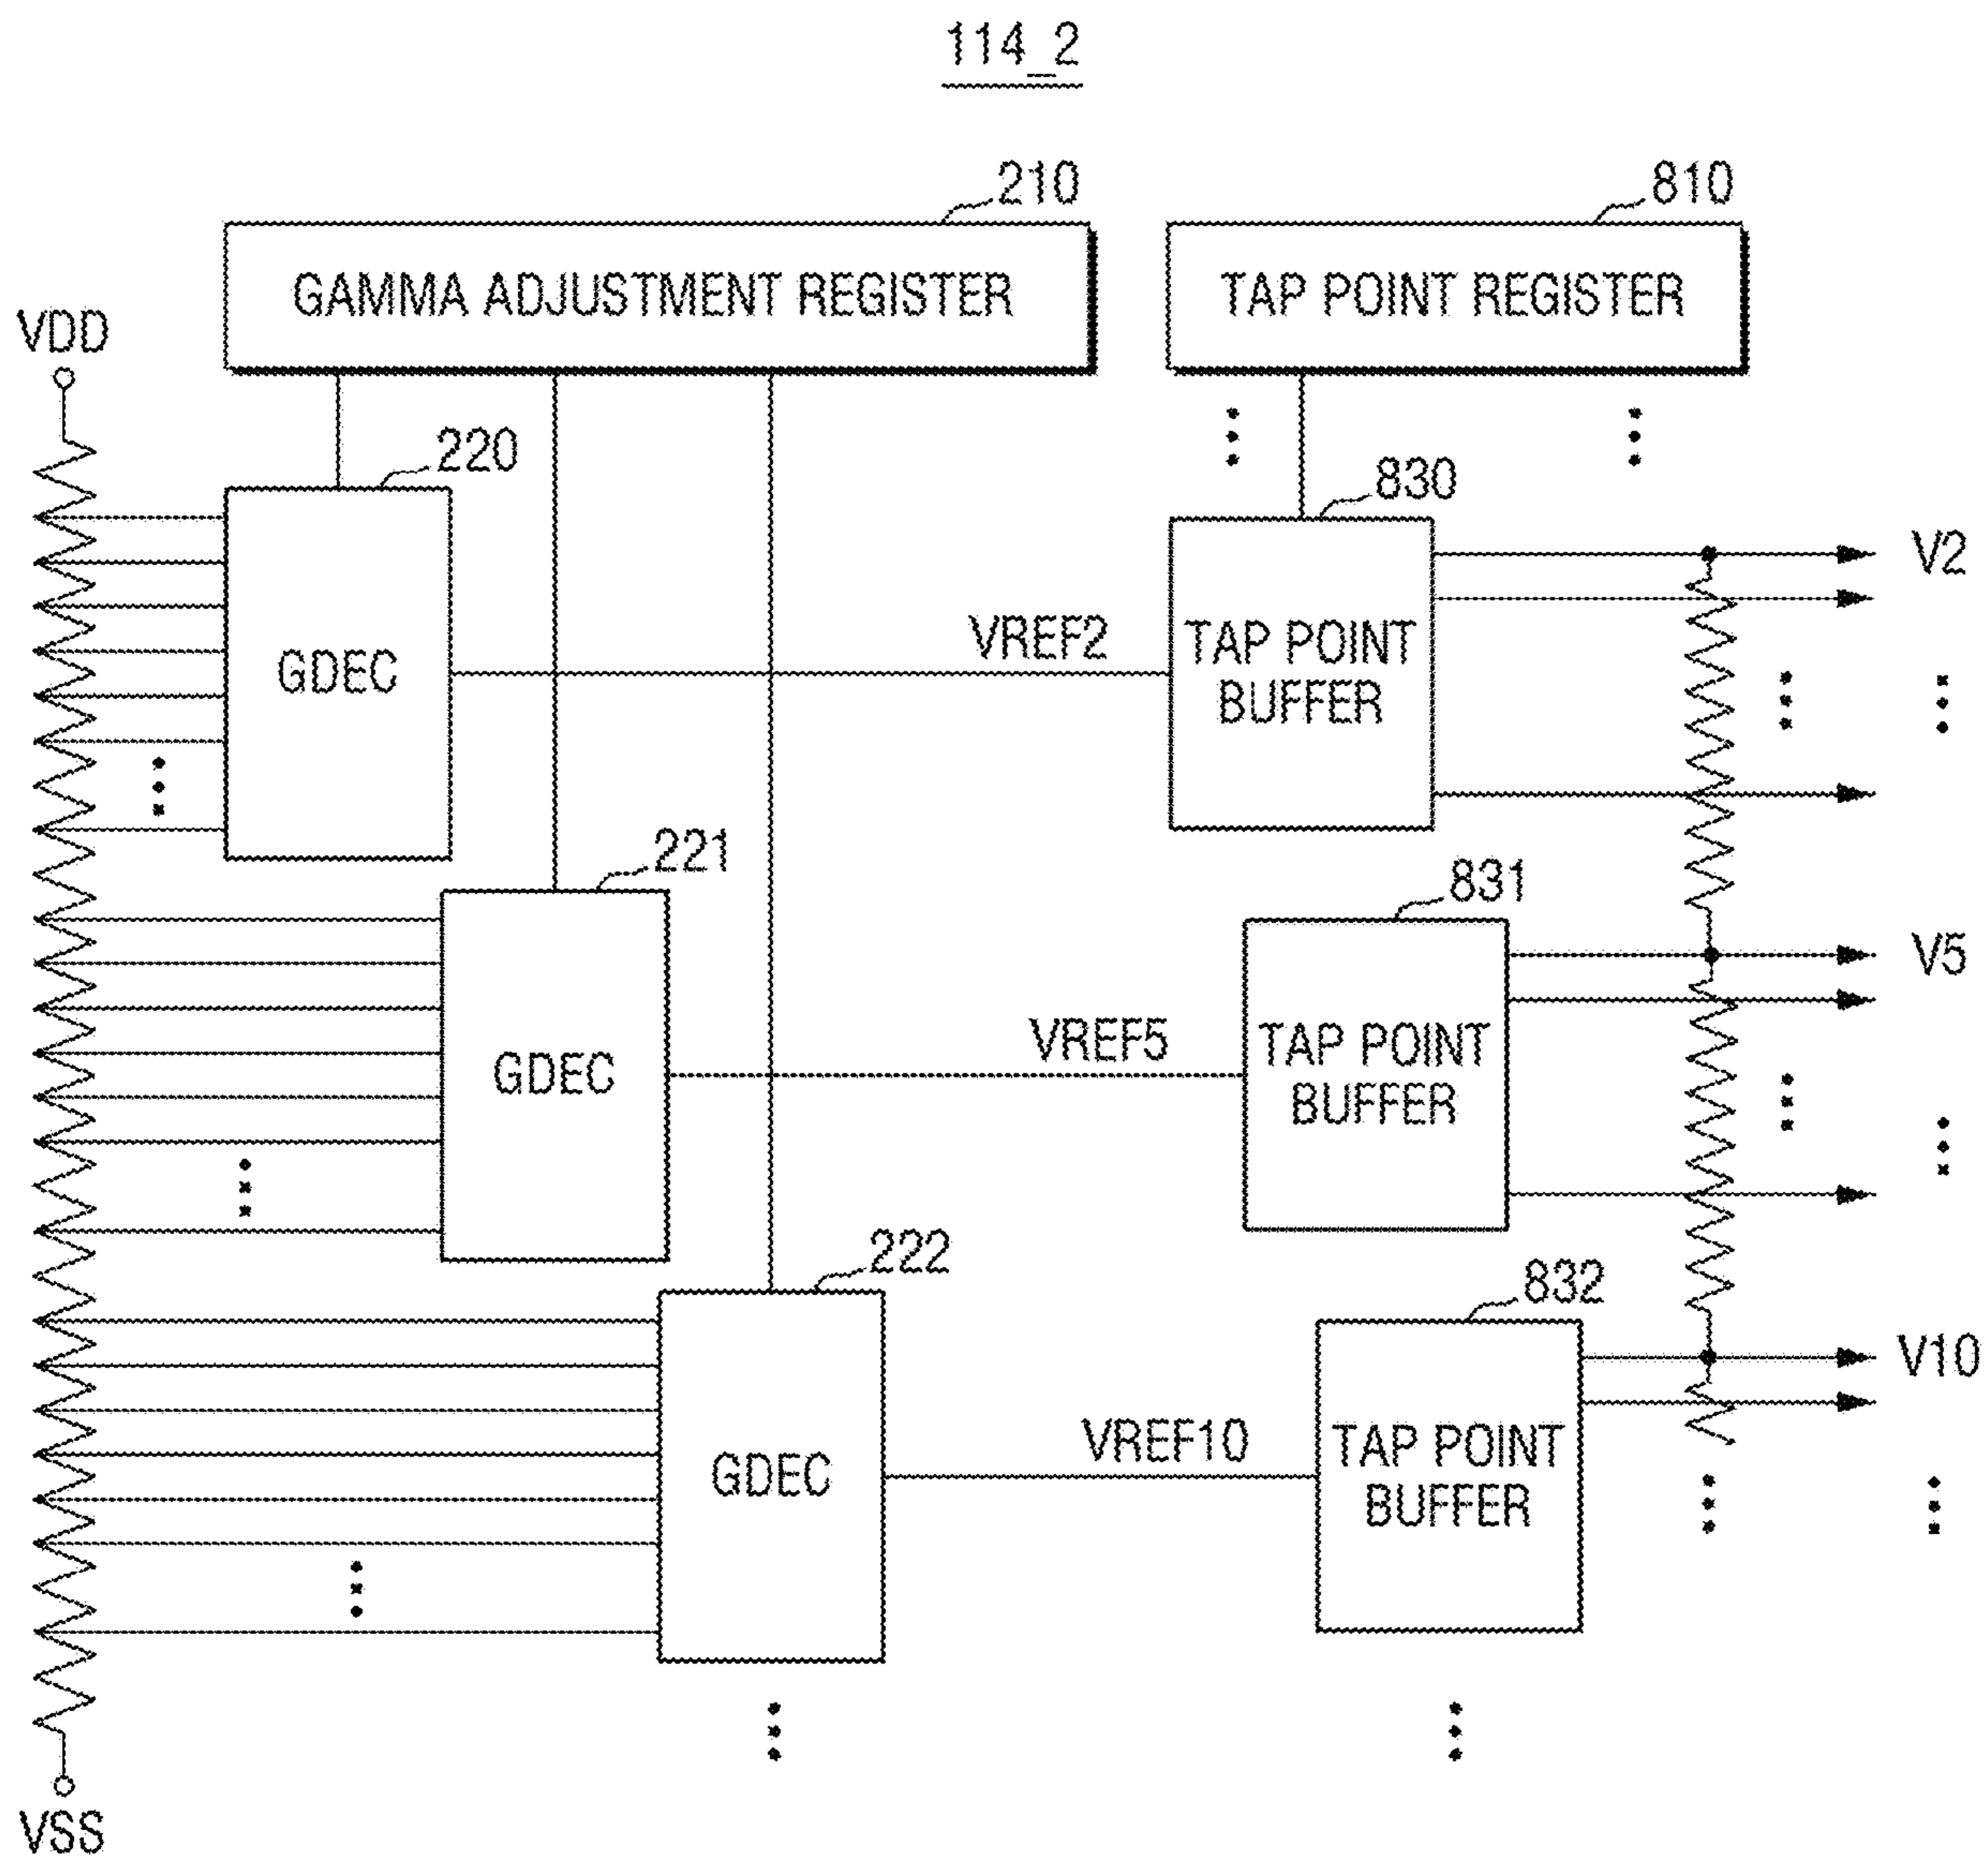 114_2
210
810
GAMMA ADJUSTMENT REGISTER
TAP POINT REGISTER
VDD
220
830
V2
GDEC
VREF2
TAP POINT
BUFFER
221
831
V5
GDEC
VREF5
TAP POINT
BUFFER
222
832
V10
GDEC
VREF10
TAP POINT
BUFFER
VSS